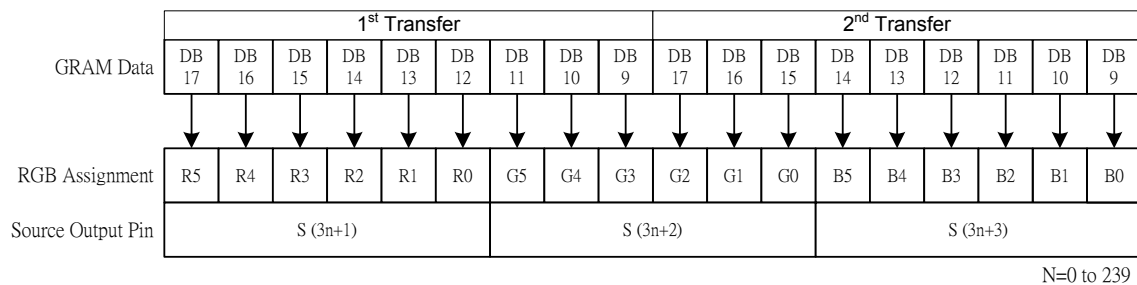 1st Transfer 2nd Transfer
GRAM Data DB 17 DB 16 DB 15 DB 14 DB 13 DB 12 DB 11 DB 10 DB 9 DB 17 DB 16 DB 15 DB 14 DB 13 DB 12 DB 11 DB 10 DB 9
RGB Assignment R5 R4 R3 R2 R1 R0 G5 G4 G3 G2 G1 G0 B5 B4 B3 B2 B1 B0
Source Output Pin S (3n+1) S (3n+2) S (3n+3)
N=0 to 239